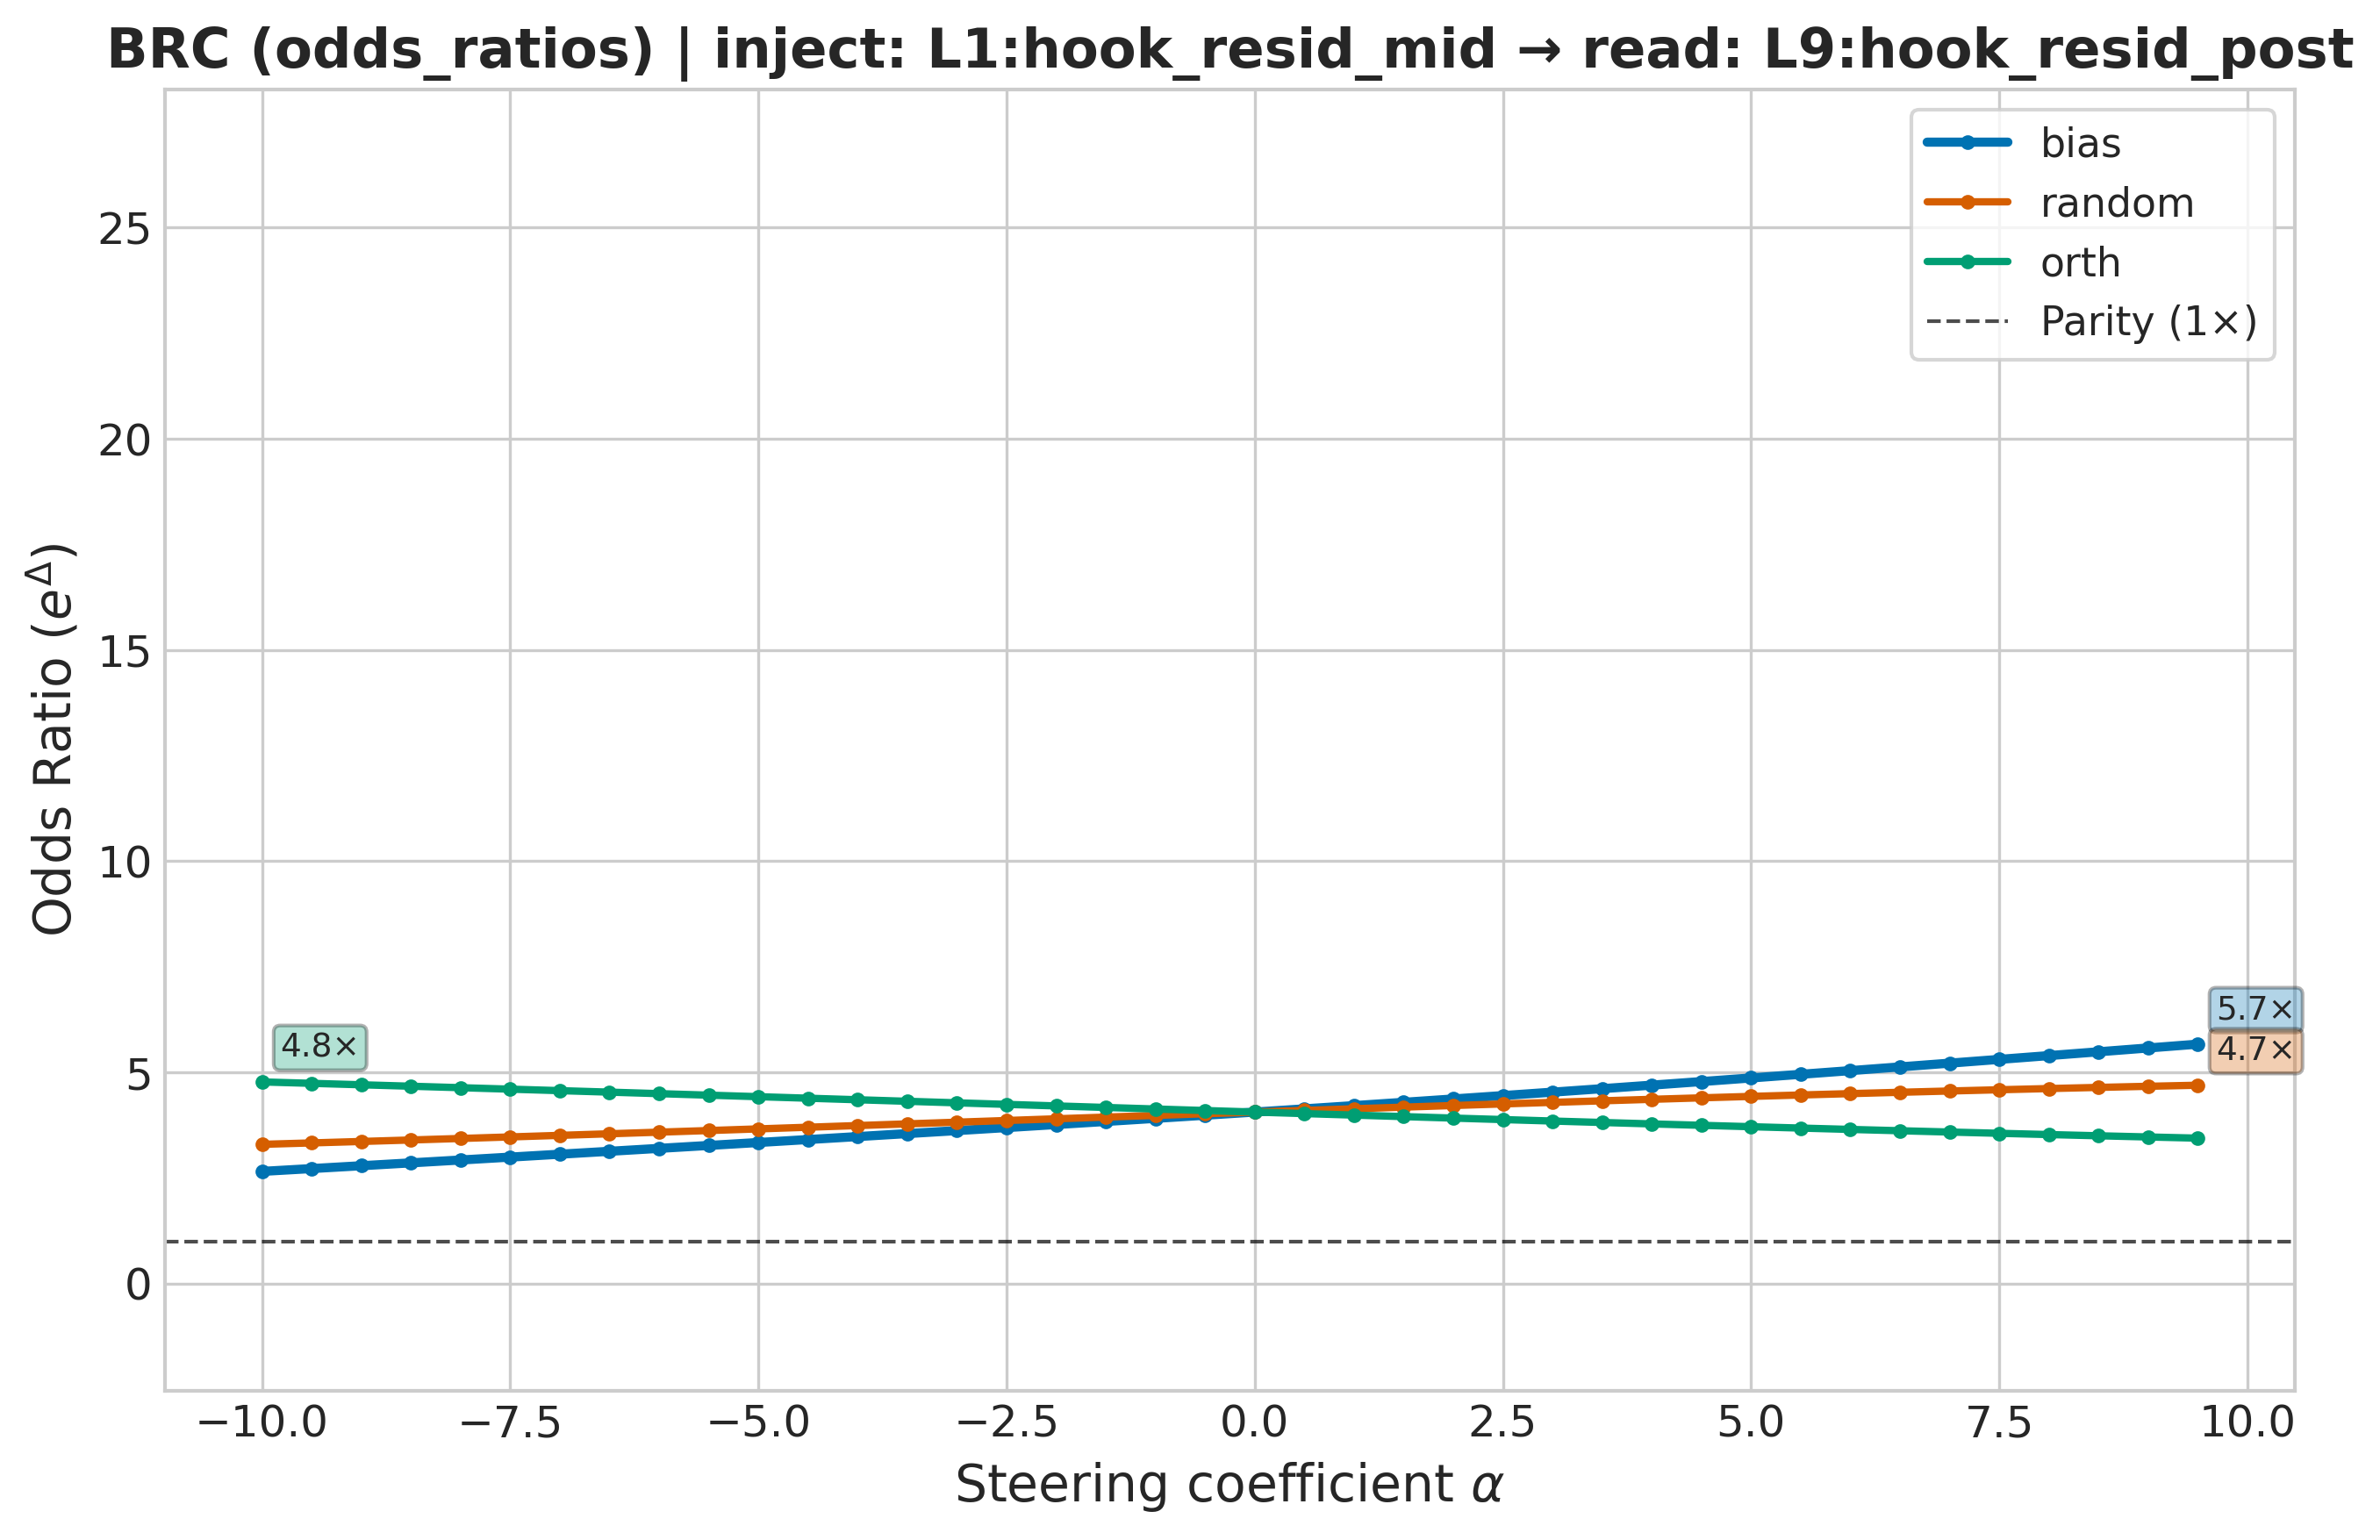 BRC (odds_ratios) | inject: L1:hook_resid_mid → read: L9:hook_resid_post
bias
random
orth
Parity (1×)
Odds Ratio (e^Δ)
25
20
15
10
5
0
4.8×
5.7×
4.7×
−10.0
−7.5
−5.0
−2.5
0.0
2.5
5.0
7.5
10.0
Steering coefficient α